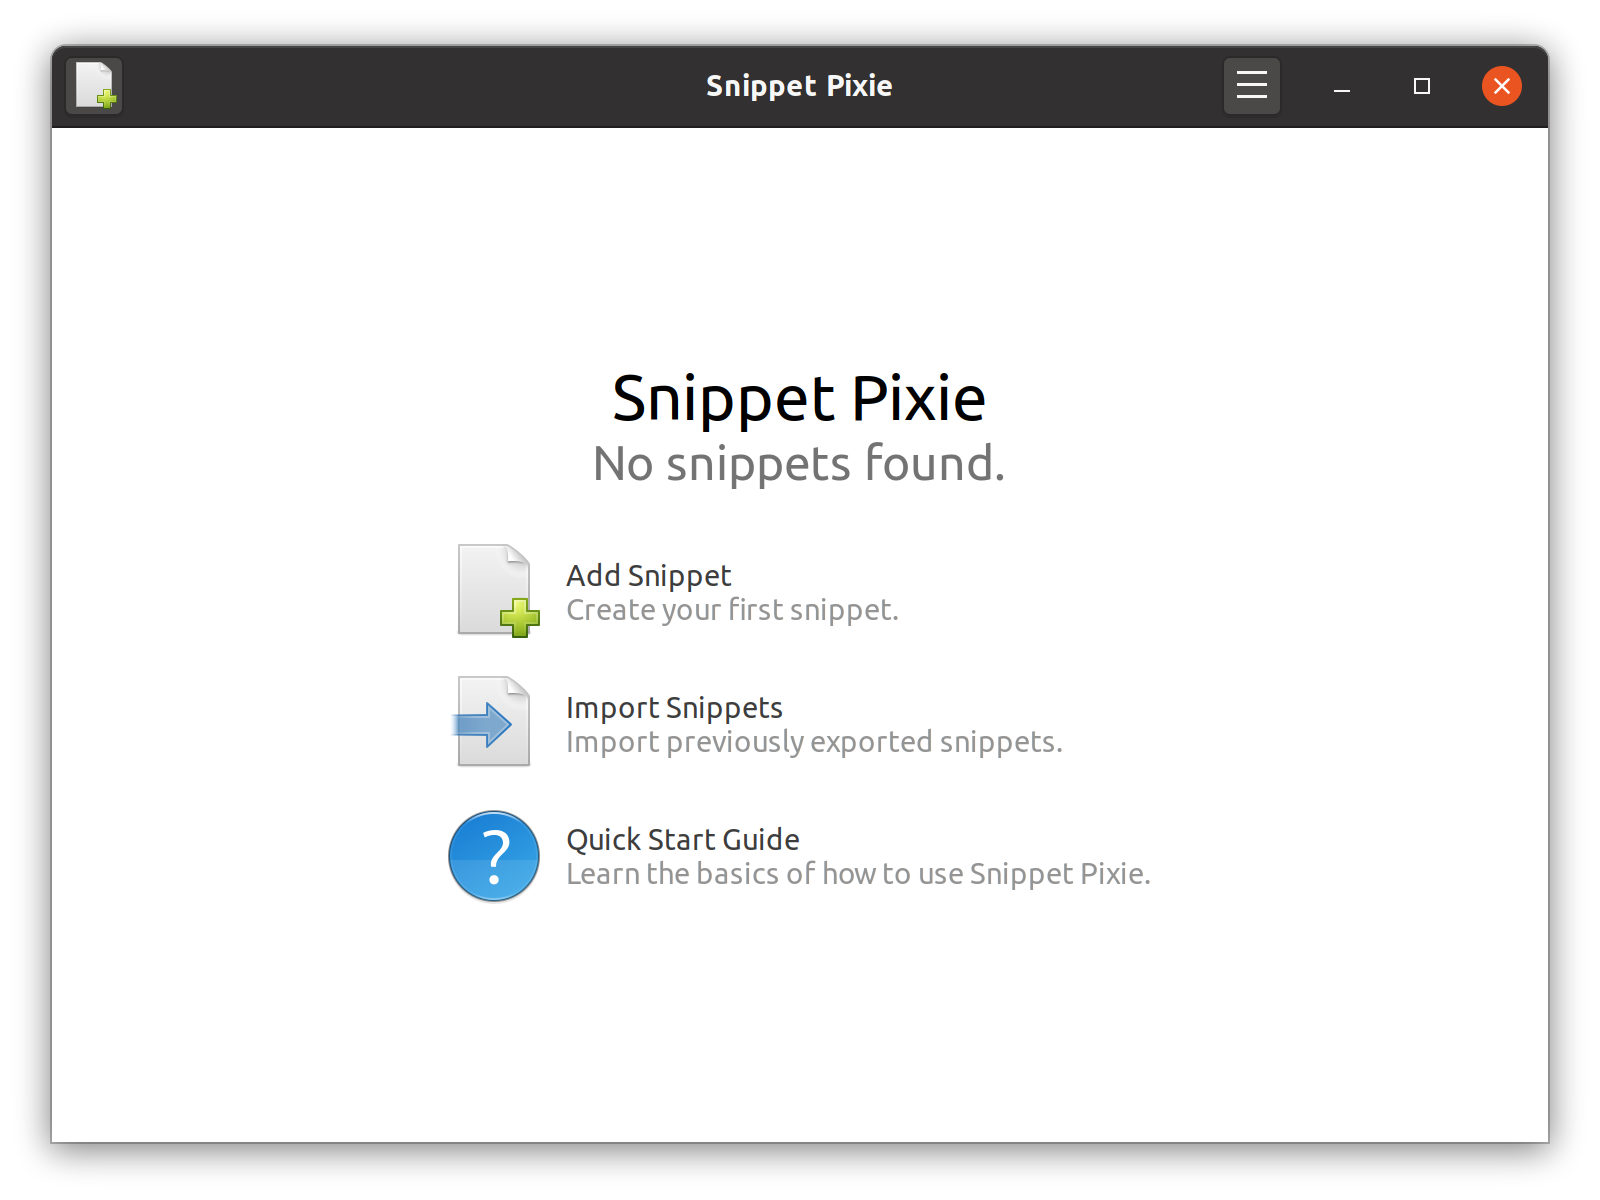 Snippet Pixie
Snippet Pixie
No snippets found.
Add Snippet
Create your first snippet.
Import Snippets
Import previously exported snippets.
?
Quick Start Guide
Learn the basics of how to use Snippet Pixie.